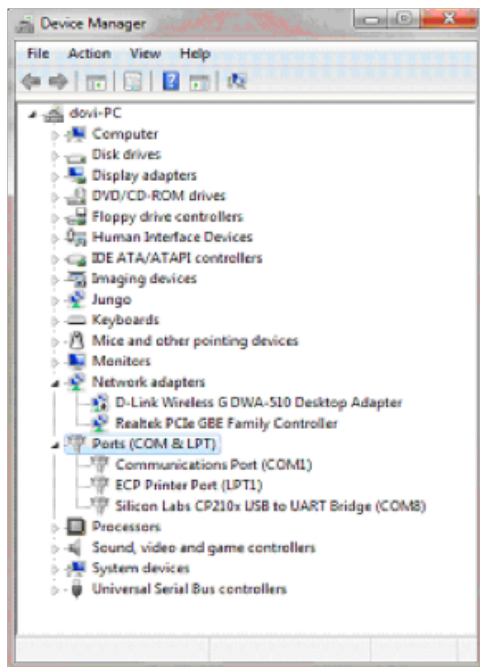 Device Manager
File Action View Help
dovi-PC
Computer
Disk drives
Display adapters
DVD/CD-ROM drives
Floppy drive controllers
Human Interface Devices
IDE ATA/ATAPI controllers
Imaging devices
Jungo
Keyboards
Mice and other pointing devices
Monitors
Network adapters
D-Link Wireless G DWA-510 Desktop Adapter
Realtek PCIe GBE Family Controller
Ports (COM & LPT)
Communications Port (COM1)
ECP Printer Port (LPT1)
Silicon Labs CP210x USB to UART Bridge (COM8)
Processors
Sound, video and game controllers
System devices
Universal Serial Bus controllers